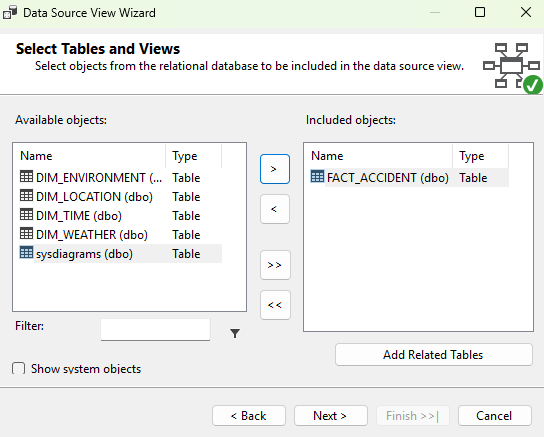 Data Source View Wizard
Select Tables and Views
Select objects from the relational database to be included in the data source view.
Available objects:
Included objects:
Name Type
DIM_ENVIRONMENT (... Table
DIM_LOCATION (dbo) Table
DIM_TIME (dbo) Table
DIM_WEATHER (dbo) Table
sysdiagrams (dbo) Table
>
<
>>
<<
Name Type
FACT_ACCIDENT (dbo) Table
Filter:
Add Related Tables
Show system objects
< Back
Next >
Finish >>|
Cancel